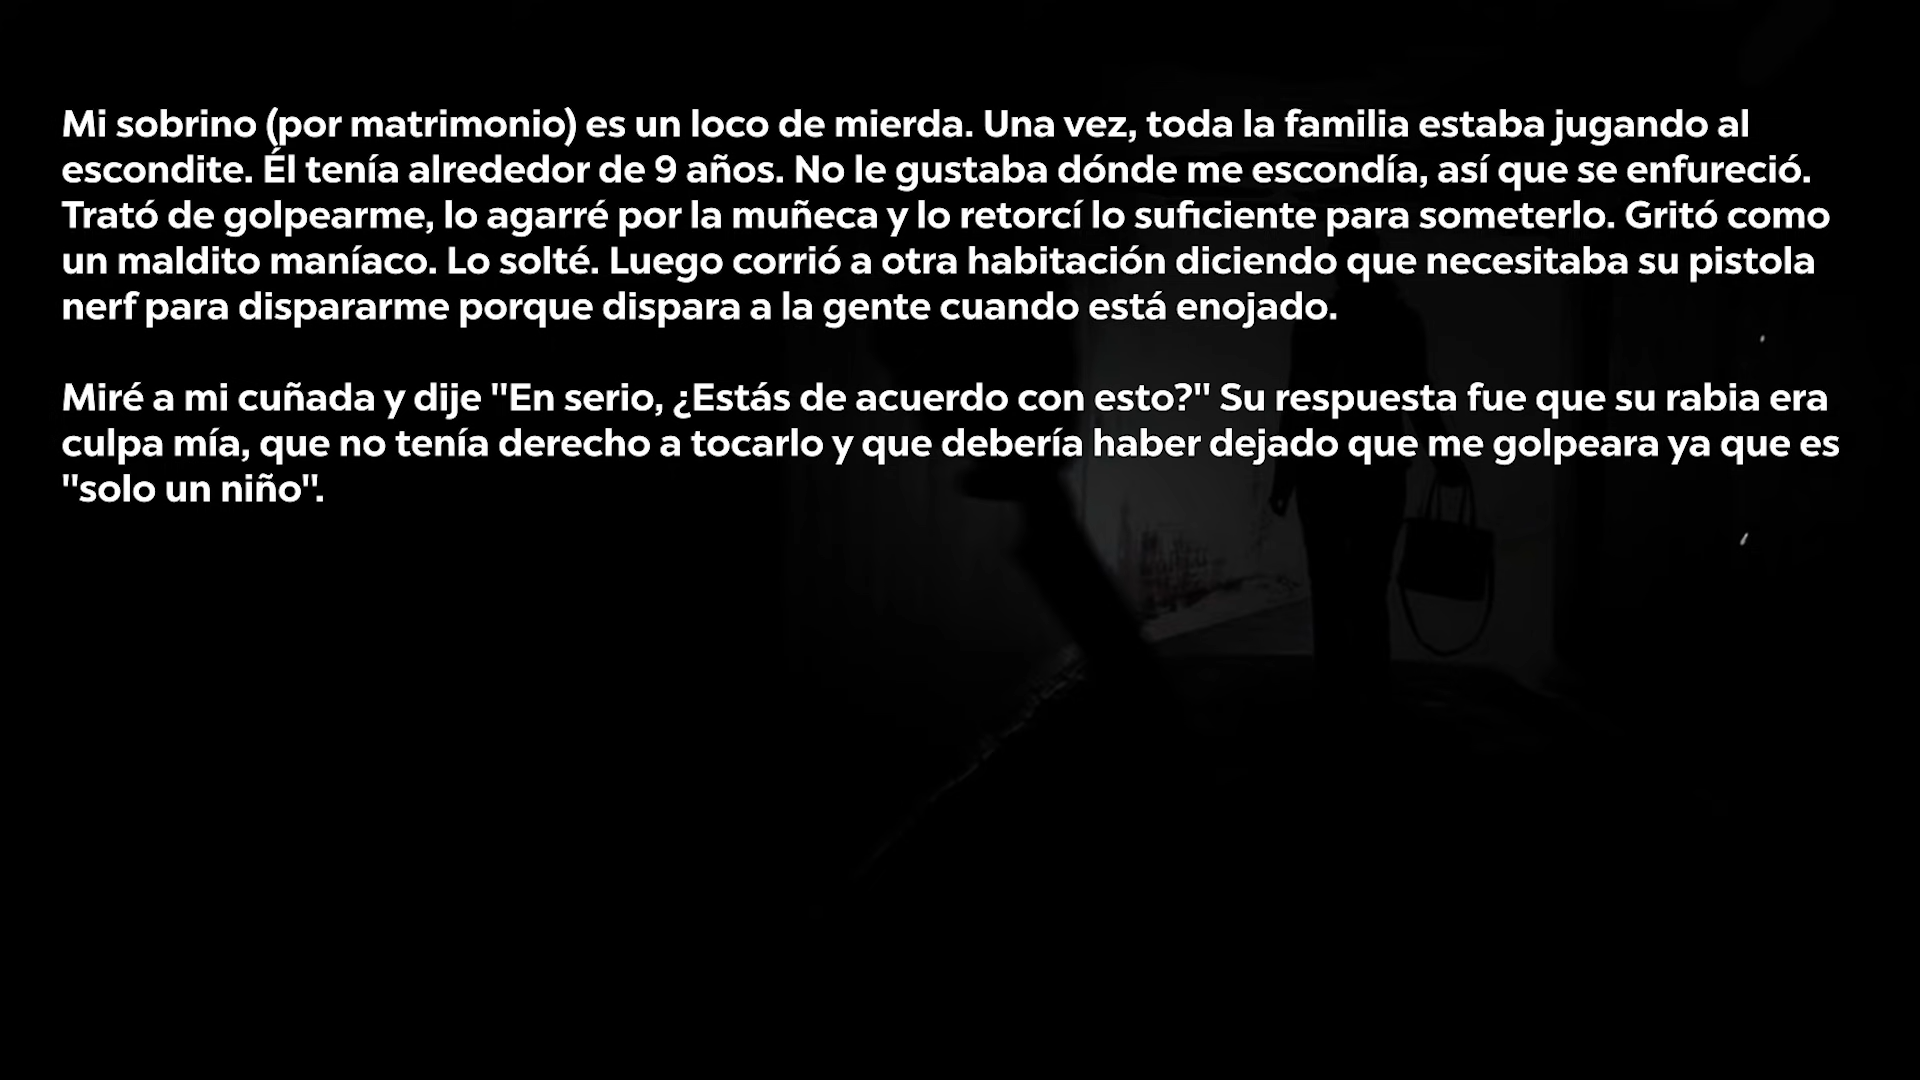 Mi sobrino (por matrimonio) es un loco de mierda. Una vez, toda la familia estaba jugando al
escondite. Él tenía alrededor de 9 años. No le gustaba dónde me escondía, así que se enfureció.
Trató de golpearme, lo agarré por la muñeca y lo retorcí lo suficiente para someterlo. Gritó como
un maldito maníaco. Lo solté. Luego corrió a otra habitación diciendo que necesitaba su pistola
nerf para dispararme porque dispara a la gente cuando está enojado.
Miré a mi cuñada y dije "En serio, ¿Estás de acuerdo con esto?" Su respuesta fue que su rabia era
culpa mía, que no tenía derecho a tocarlo y que debería haber dejado que me golpeara ya que es
"solo un niño".